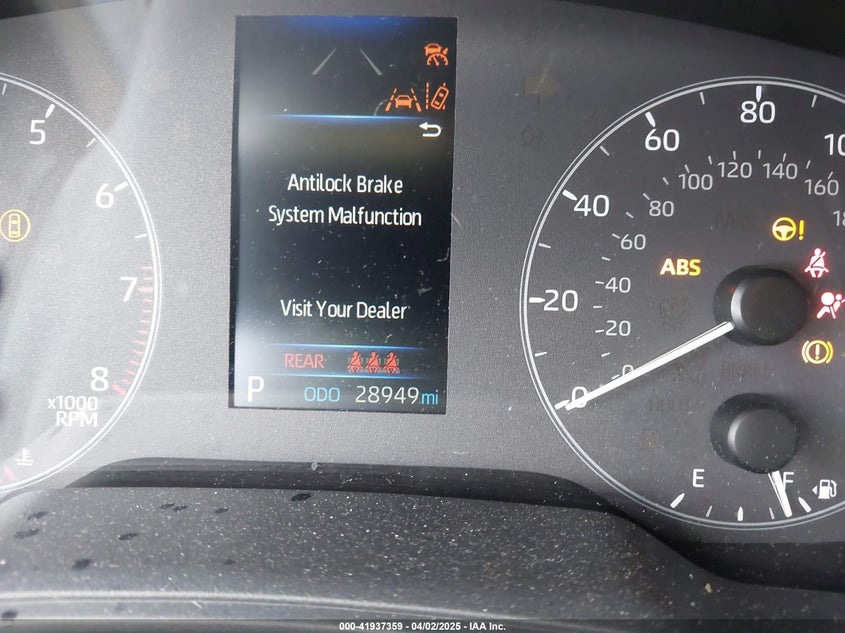 5
6
7
8
x1000
RPM
Antilock Brake
System Malfunction
Visit Your Dealer
REAR
P ODO 28949 mi
0
20
40
60
80
0
20
40
60
80
100
120
140
160
ABS
E
F
000-41937359 - 04/02/2025 - IAA Inc.